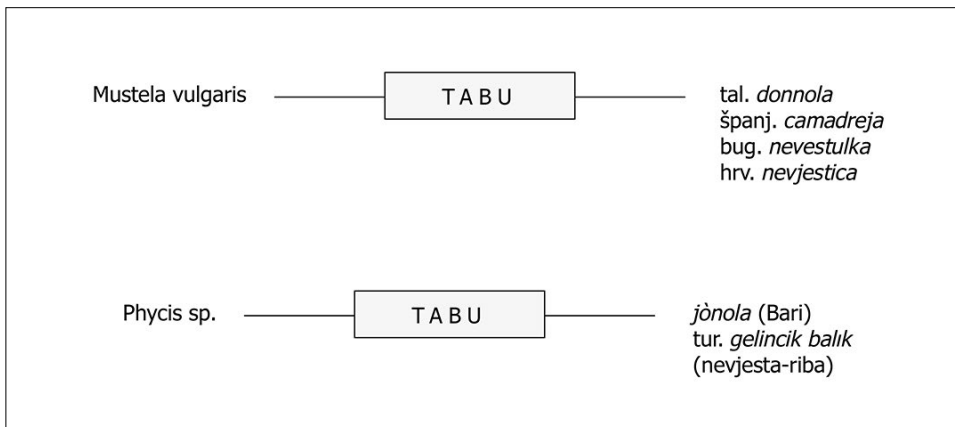 Mustela vulgaris
TABU
tal. donnola
španj. camadreja
bug. nevestulka
hrv. nevjestica
Phycis sp.
TABU
jònola (Bari)
tur. gelincik balık
(nevjesta-riba)